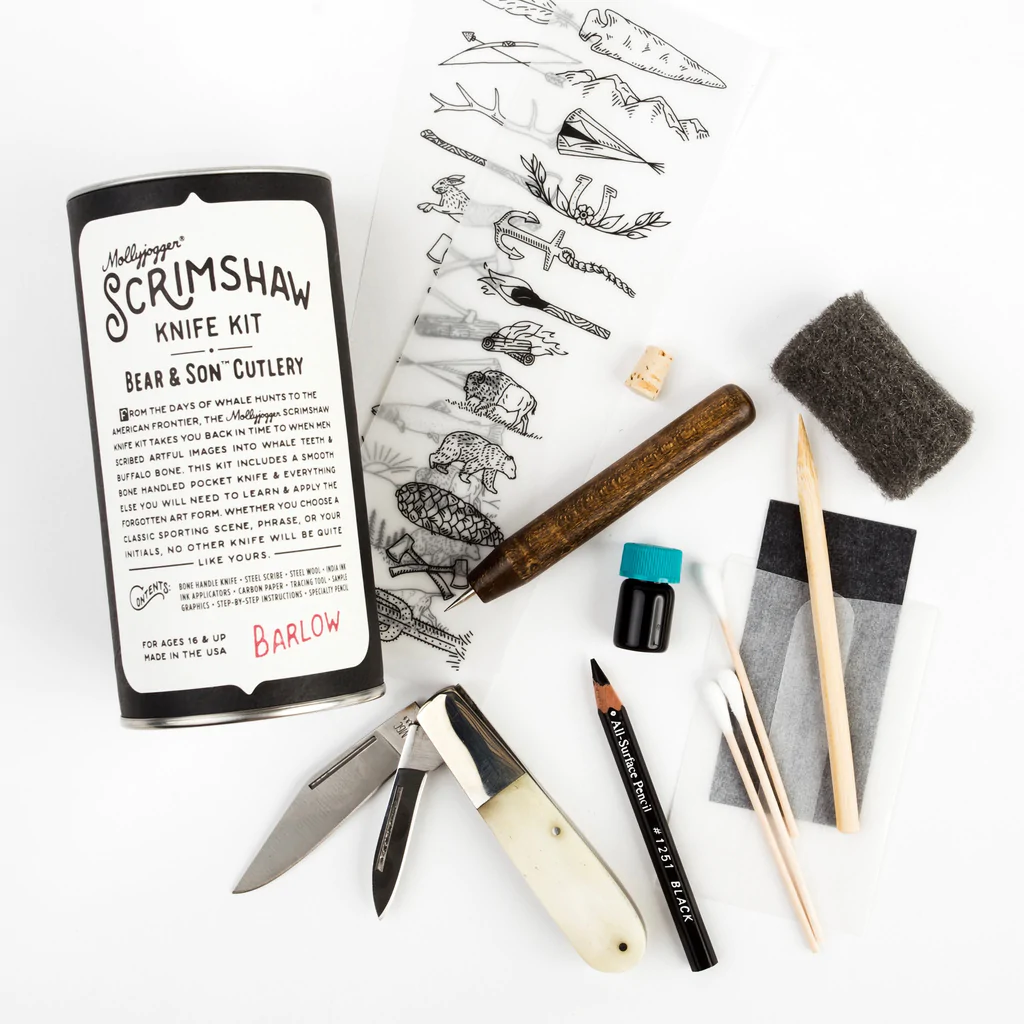 Mollyjogger®
SCRIMSHAW
KNIFE KIT
BEAR & SON™ CUTLERY
FROM THE DAYS OF WHALE HUNTS TO THE
AMERICAN FRONTIER, THE Mollyjogger SCRIMSHAW
KNIFE KIT TAKES YOU BACK IN TIME TO WHEN MEN
SCRIBED ARTFUL IMAGES INTO WHALE TEETH &
BUFFALO BONE. THIS KIT INCLUDES A SMOOTH
BONE HANDLED POCKET KNIFE & EVERYTHING
ELSE YOU WILL NEED TO LEARN & APPLY THE
FORGOTTEN ART FORM. WHETHER YOU CHOOSE A
CLASSIC SPORTING SCENE, PHRASE, OR YOUR
INITIALS, NO OTHER KNIFE WILL BE QUITE
LIKE YOURS.
CONTENTS:
BONE HANDLE KNIFE • STEEL SCRIBE • STEEL WOOL • INDIA INK
INK APPLICATORS • CARBON PAPER • TRACING TOOL • SAMPLE
GRAPHICS • STEP-BY-STEP INSTRUCTIONS • SPECIALTY PENCIL
FOR AGES 16 & UP
MADE IN THE USA
BARLOW
All-Surface Pencil #1251 BLACK